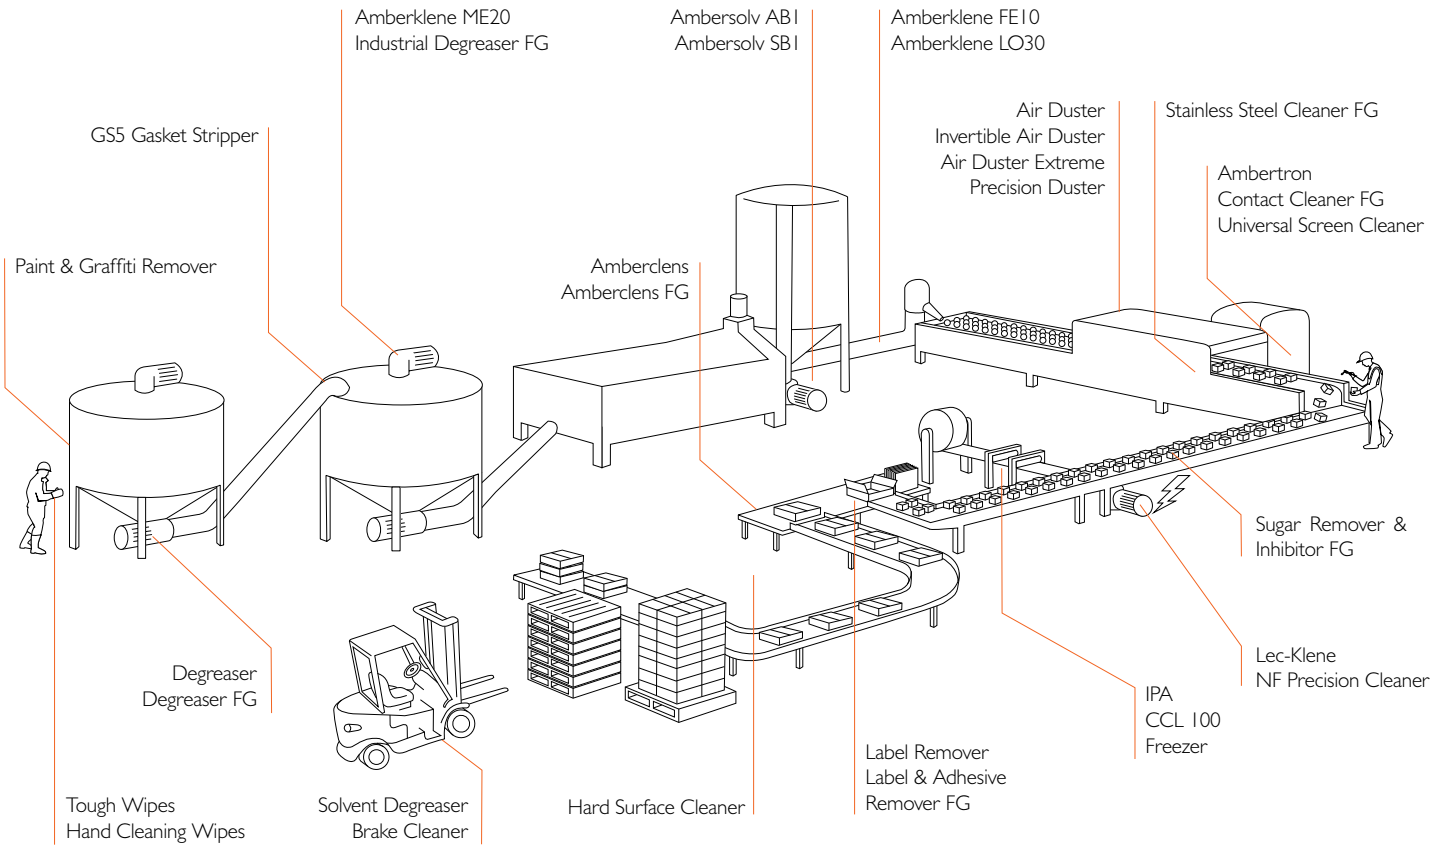 Amberklene ME20
Industrial Degreaser FG
Ambersolv AB1
Ambersolv SB1
Amberklene FE10
Amberklene LO30
GS5 Gasket Stripper
Air Duster
Invertible Air Duster
Air Duster Extreme
Precision Duster
Stainless Steel Cleaner FG
Ambertron
Contact Cleaner FG
Universal Screen Cleaner
Paint & Graffiti Remover
Amberclens
Amberclens FG
Sugar Remover &
Inhibitor FG
Degreaser
Degreaser FG
Lec-Klene
NF Precision Cleaner
IPA
CCL 100
Freezer
Label Remover
Label & Adhesive
Remover FG
Tough Wipes
Hand Cleaning Wipes
Solvent Degreaser
Brake Cleaner
Hard Surface Cleaner